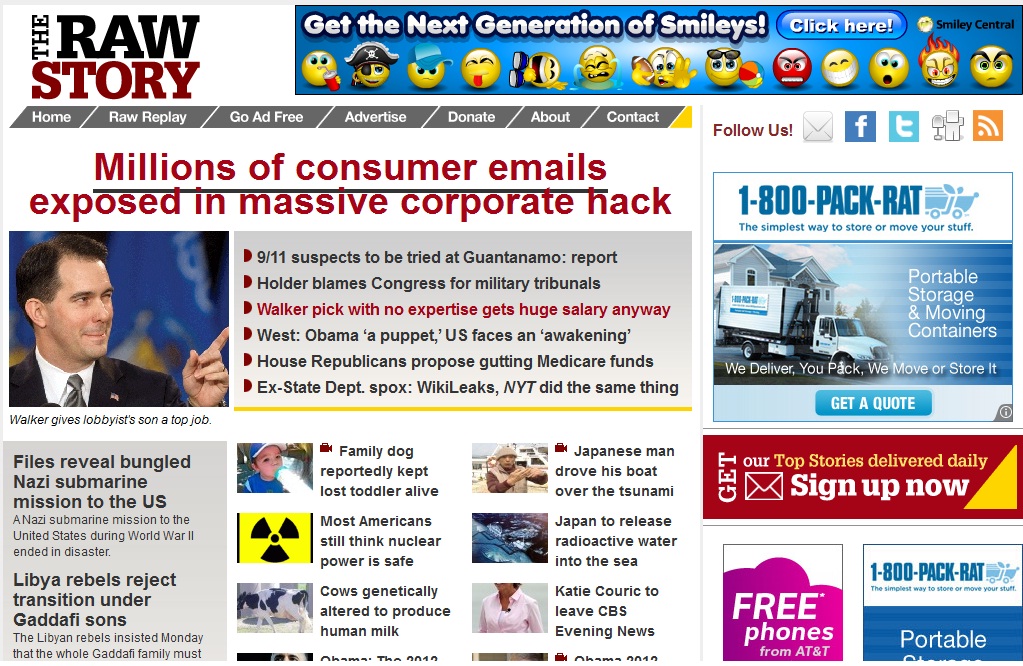 THE RAW
STORY
Get the Next Generation of Smileys!
Click here!
Smiley Central
Home
Raw Replay
Go Ad Free
Advertise
Donate
About
Contact
Follow Us!
Millions of consumer emails
exposed in massive corporate hack
9/11 suspects to be tried at Guantanamo: report
Holder blames Congress for military tribunals
Walker pick with no expertise gets huge salary anyway
West: Obama ‘a puppet,’ US faces an ‘awakening’
House Republicans propose gutting Medicare funds
Ex-State Dept. spox: WikiLeaks, NYT did the same thing
Walker gives lobbyist's son a top job.
1-800-PACK-RAT
The simplest way to store or move your stuff.
Portable
Storage
& Moving
Containers
1-800-PACK-RAT
We Deliver, You Pack, We Move or Store It
GET A QUOTE
Files reveal bungled
Nazi submarine
mission to the US
A Nazi submarine mission to the
United States during World War II
ended in disaster.
Libya rebels reject
transition under
Gaddafi sons
The Libyan rebels insisted Monday
that the whole Gaddafi family must
Family dog
reportedly kept
lost toddler alive
Japanese man
drove his boat
over the tsunami
Most Americans
still think nuclear
power is safe
Japan to release
radioactive water
into the sea
Cows genetically
altered to produce
human milk
Katie Couric to
leave CBS
Evening News
Obama: The 2012
Obama 2012
GET our Top Stories delivered daily
Sign up now
FREE*
phones
from AT&T
1-800-PACK-RAT
The simplest way to store or move your stuff.
Portable
Storage